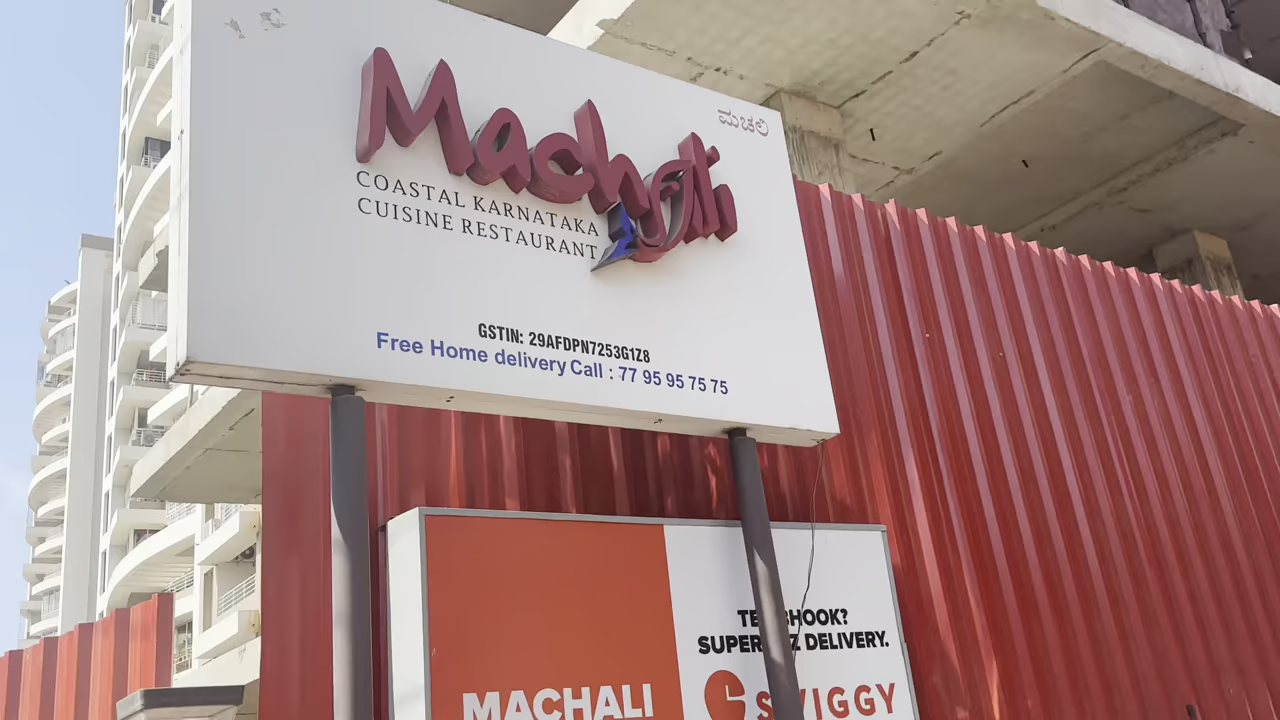 Machali
ಮಚಲಿ
COASTAL KARNATAKA
CUISINE RESTAURANT
GSTIN: 29AFDPN7253G1Z8
Free Home delivery Call : 77 95 95 75 75
MACHALI
DELIVERY.
SWIGGY